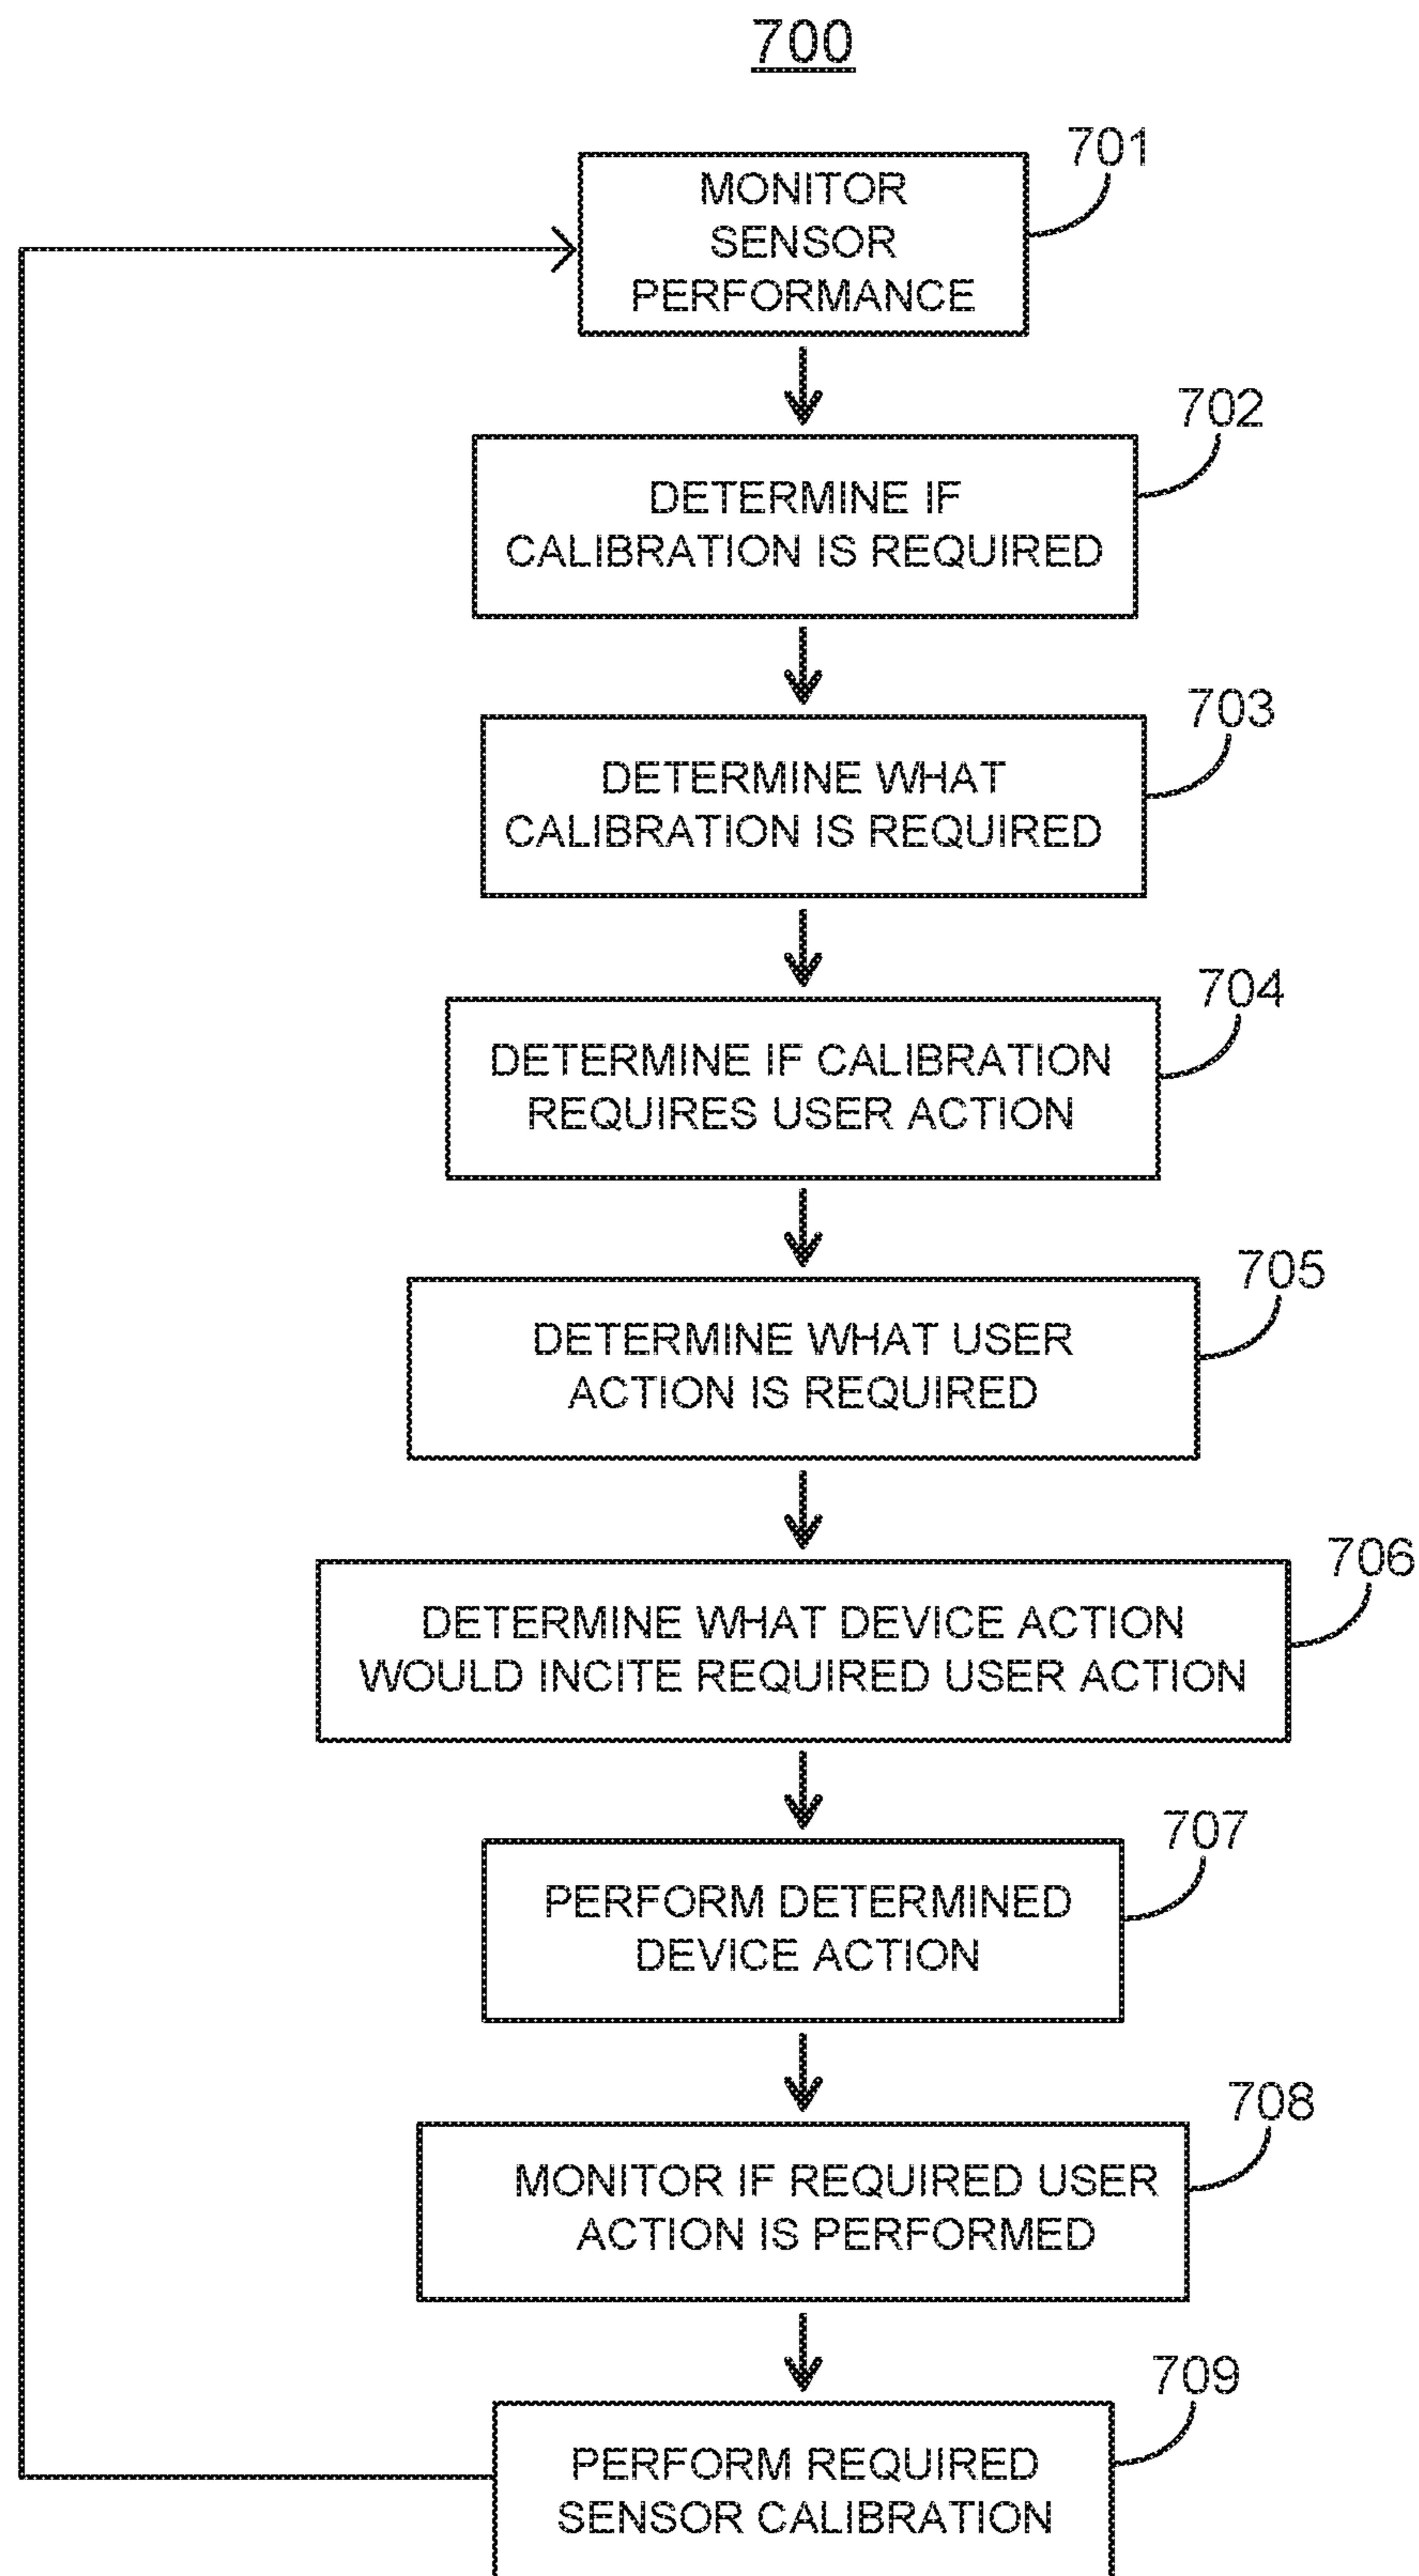 700
701
MONITOR
SENSOR
PERFORMANCE
702
DETERMINE IF
CALIBRATION IS REQUIRED
703
DETERMINE WHAT
CALIBRATION IS REQUIRED
704
DETERMINE IF CALIBRATION
REQUIRES USER ACTION
705
DETERMINE WHAT USER
ACTION IS REQUIRED
706
DETERMINE WHAT DEVICE ACTION
WOULD INCITE REQUIRED USER ACTION
707
PERFORM DETERMINED
DEVICE ACTION
708
MONITOR IF REQUIRED USER
ACTION IS PERFORMED
709
PERFORM REQUIRED
SENSOR CALIBRATION